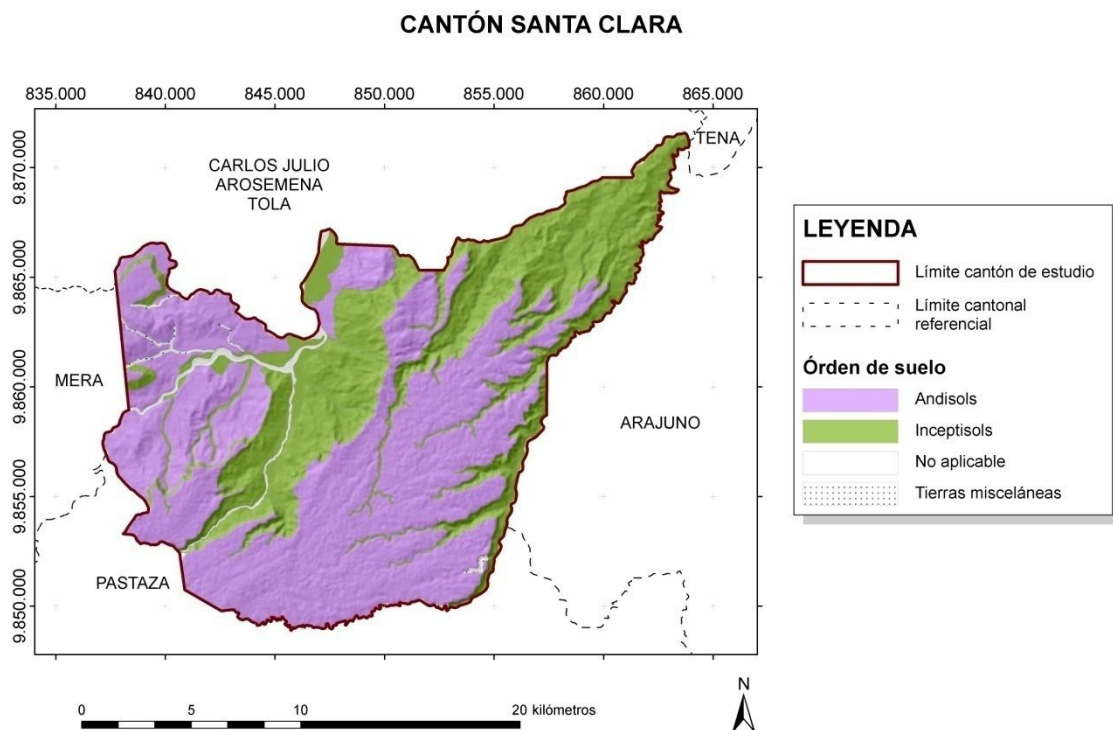 CANTÓN SANTA CLARA
835.000 840.000 845.000 850.000 855.000 860.000 865.000
9.870.000
9.865.000
9.860.000
9.855.000
9.850.000
TENA
CARLOS JULIO
AROSEMENA
TOLA
MERA
ARAJUNO
PASTAZA
LEYENDA
Límite cantón de estudio
Límite cantonal
referencial
Órden de suelo
Andisols
Inceptisols
No aplicable
Tierras misceláneas
0 5 10 20 kilómetros
N